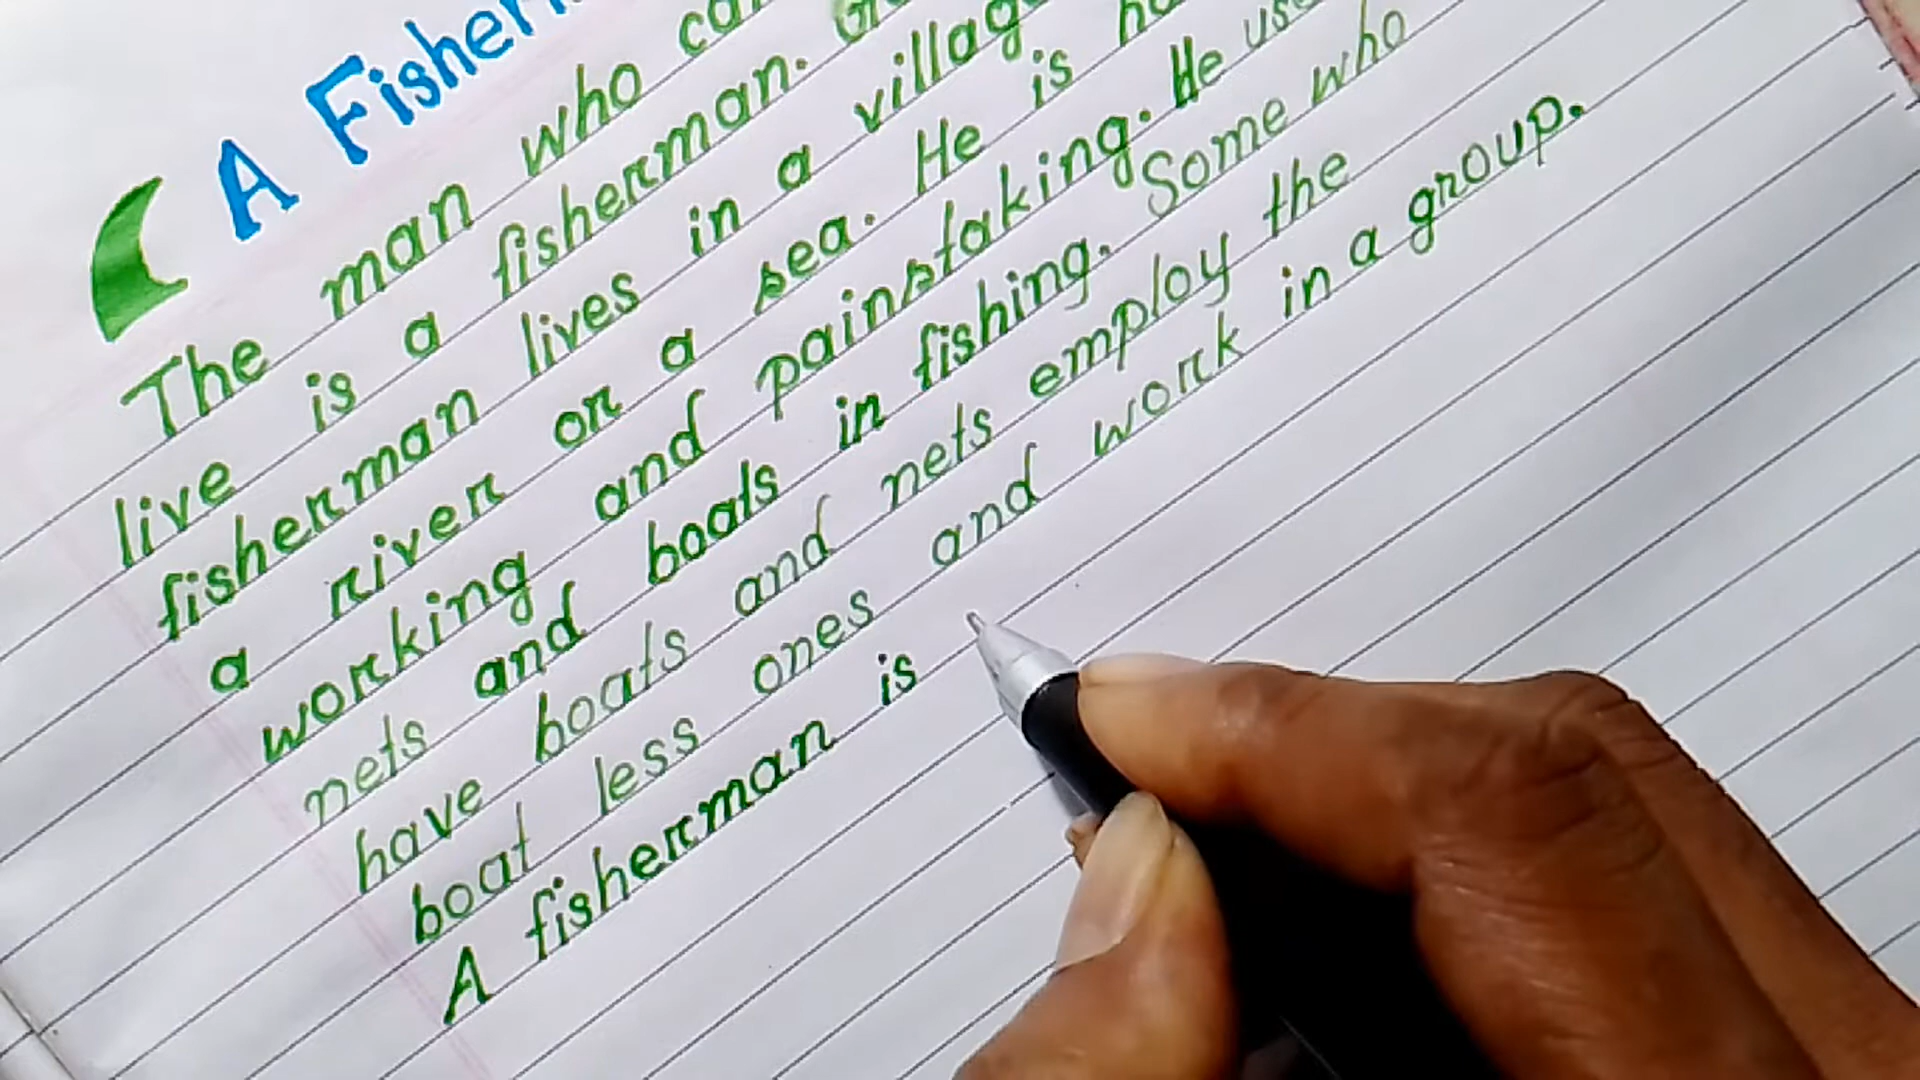 A Fisher
The man who
live is a fisherman.
fisherman lives in a villag
a river or a sea. He is
working and painstaking. He
nets and boats in fishing. Some who
have boats and nets employ the
boat less ones and work in a group.
A fisherman is